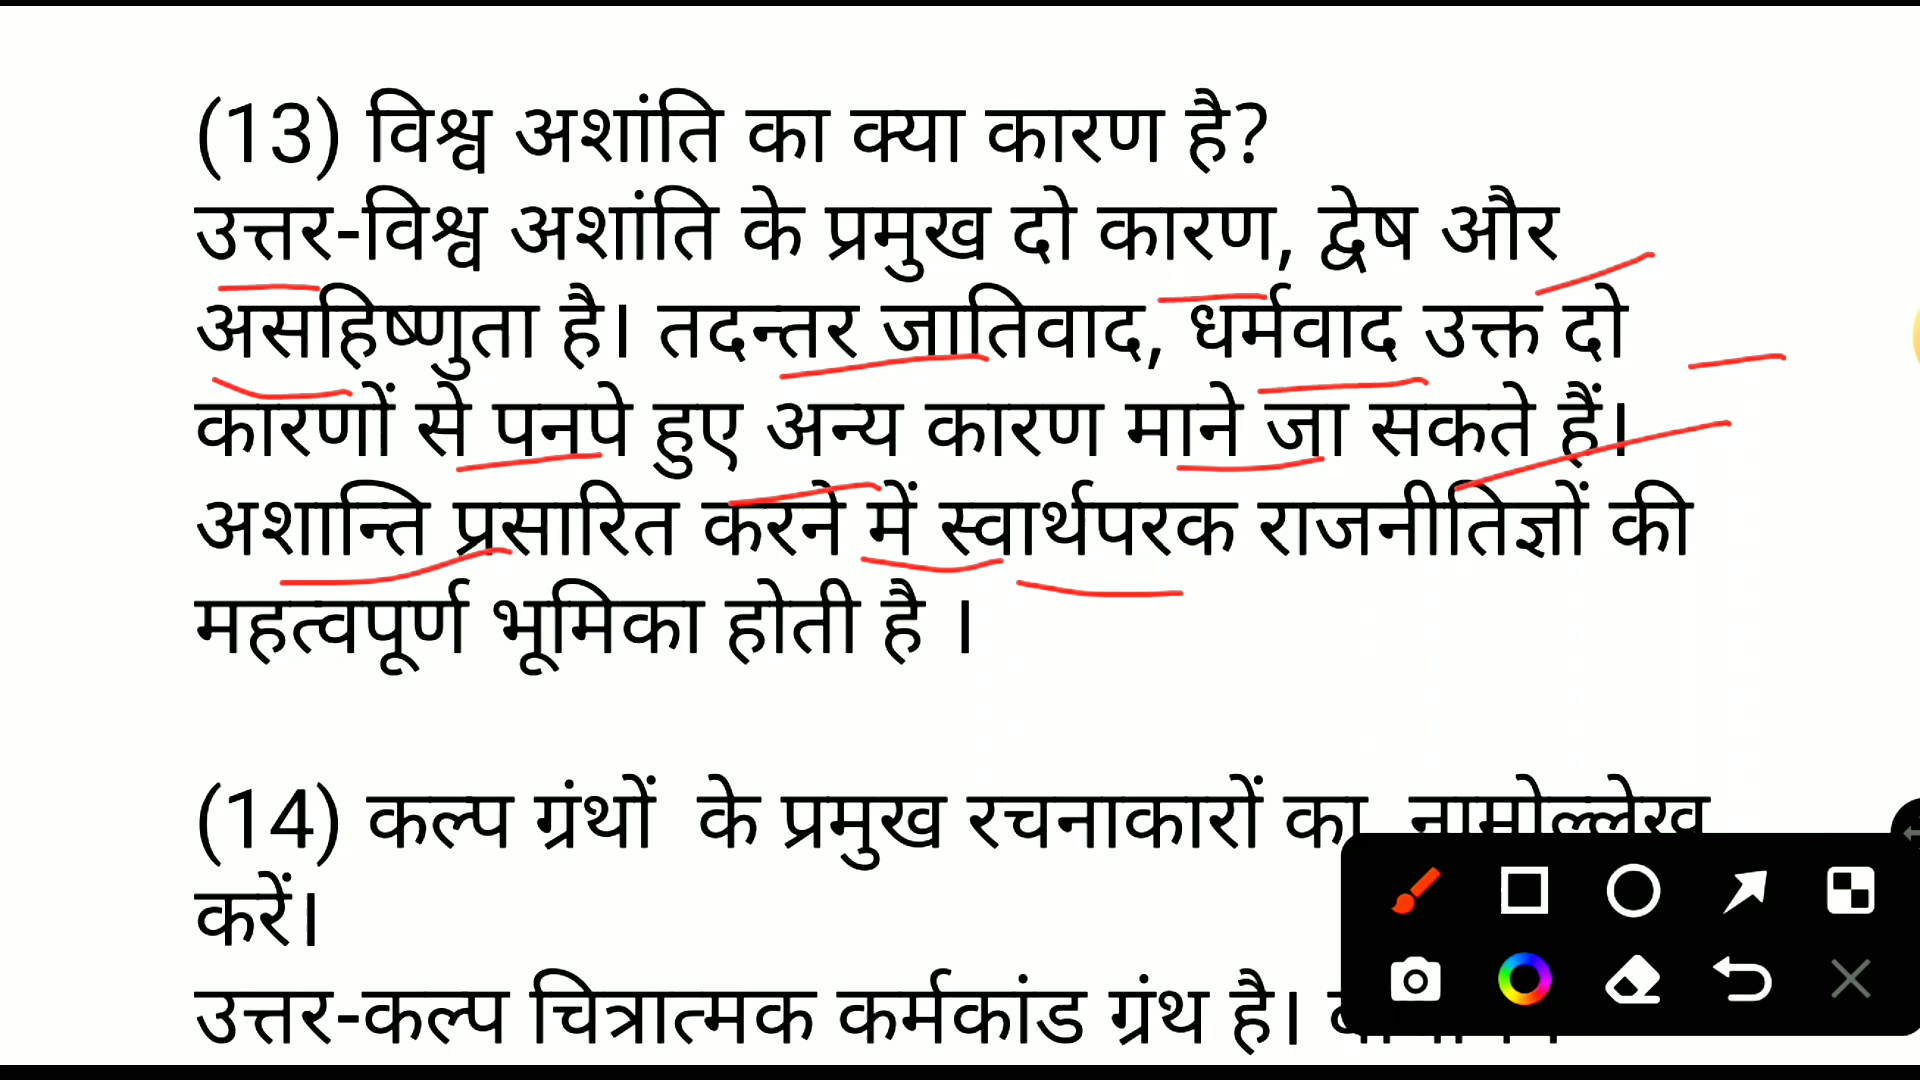 (13) विश्व अशांति का क्या कारण है?
उत्तर-विश्व अशांति के प्रमुख दो कारण, द्वेष और
असहिष्णुता है। तदन्तर जातिवाद, धर्मवाद उक्त दो
कारणों से पनपे हुए अन्य कारण माने जा सकते हैं।
अशान्ति प्रसारित करने में स्वार्थपरक राजनीतिज्ञों की
महत्वपूर्ण भूमिका होती है ।
(14) कल्प ग्रंथों के प्रमुख रचनाकारों का नामोल्लेख
करें।
उत्तर-कल्प चित्रात्मक कर्मकांड ग्रंथ है।